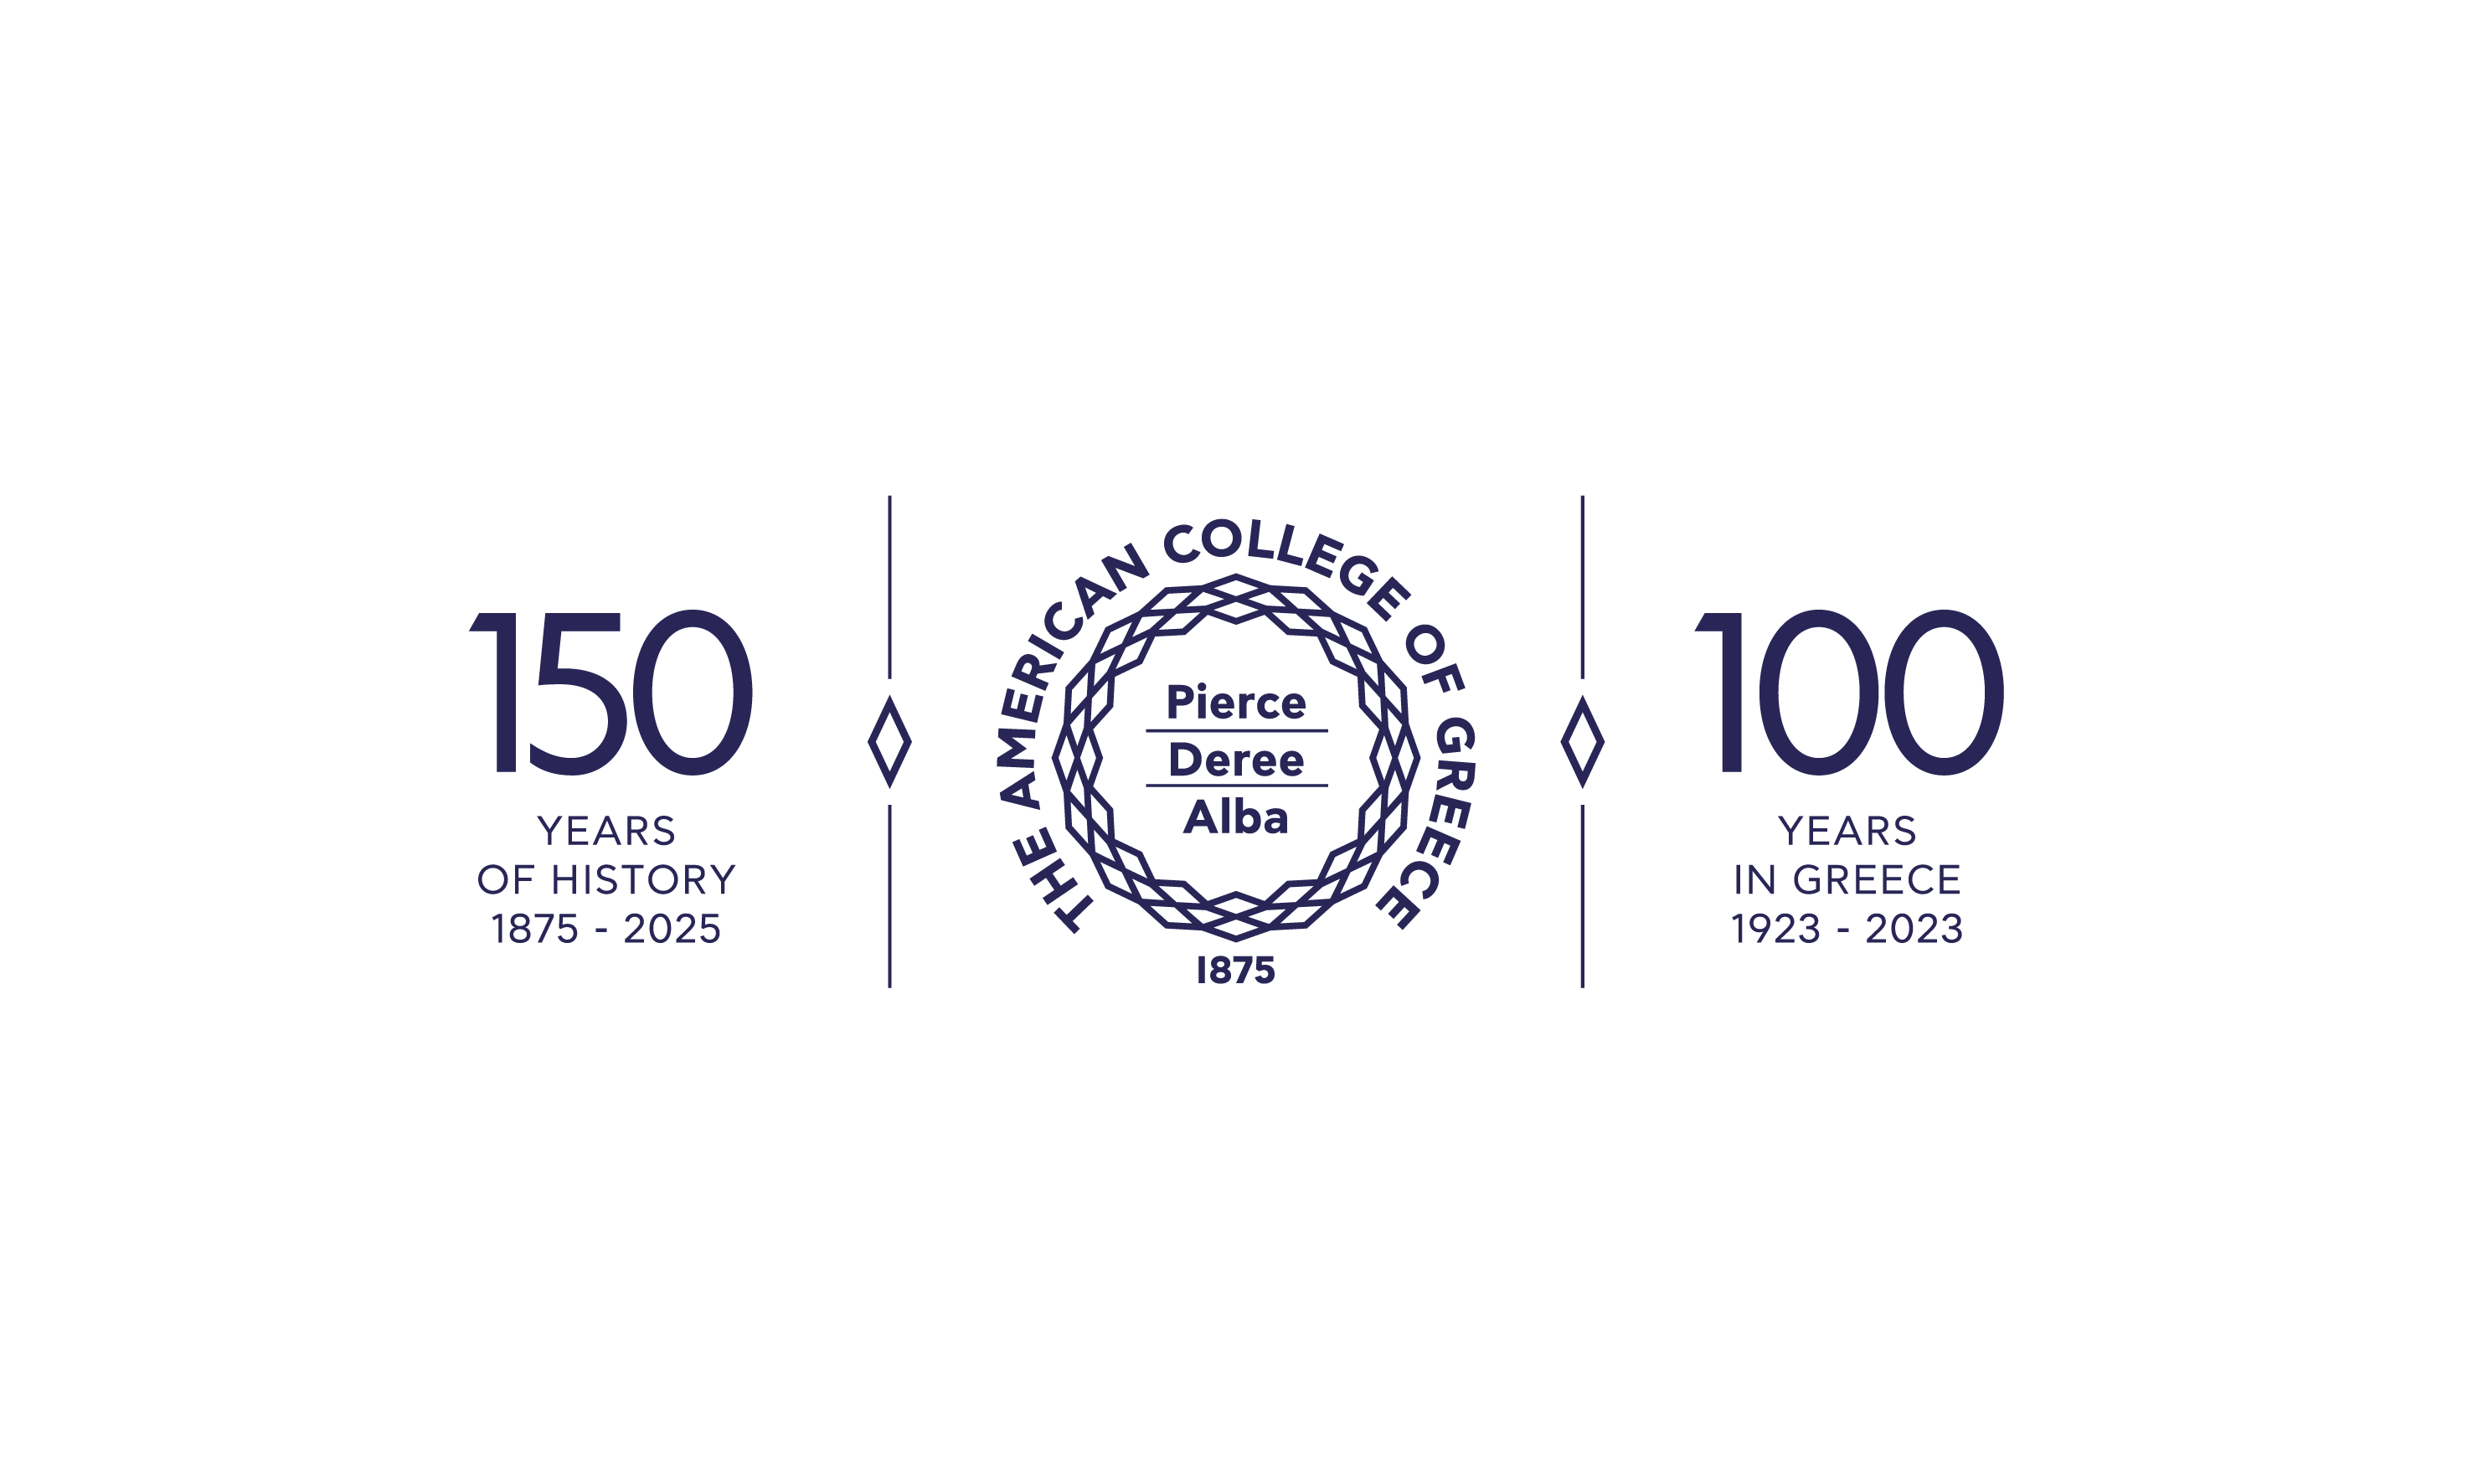 150
YEARS
OF HISTORY
1875 - 2025
THE AMERICAN COLLEGE OF GREECE
Pierce
Deree
Alba
1875
100
YEARS
IN GREECE
1923 - 2023